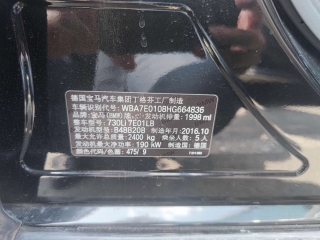 德国宝马汽车集团丁格芬工厂制造
车辆识别代号: WBA7E0108HG664836
品牌: 宝马(BMW)牌 发动机排量: 1998 ml
整车型号: 730Li 7E01LB
发动机型号: B48B20B 制造年月: 2016.10
最大允许总质量: 2400 kg 乘坐人数: 5人
发动机最大净功率: 190 kW 制造国: 德国
颜色/内饰代码: 475/ 9